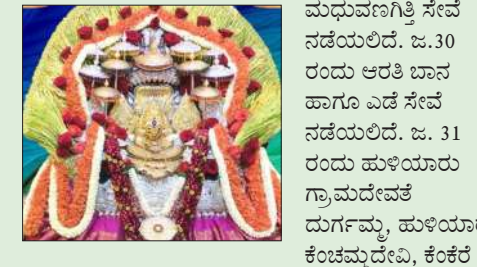 ಮಧುವಣಗಿತ್ತಿ ಸೇವೆ
ನಡೆಯಲಿದೆ. ಜ.30
ರಂದು ಆರತಿ ಬಾನ
ಹಾಗೂ ಎಡೆ ಸೇವೆ
ನಡೆಯಲಿದೆ. ಜ. 31
ರಂದು ಹುಳಿಯಾರು
ಗ್ರಾಮದೇವತೆ
ದುರ್ಗಮ್ಮ, ಹುಳಿಯಾರ
ಕೆಂಚಮ್ಮದೇವಿ, ಕೆಂಕೆರೆ